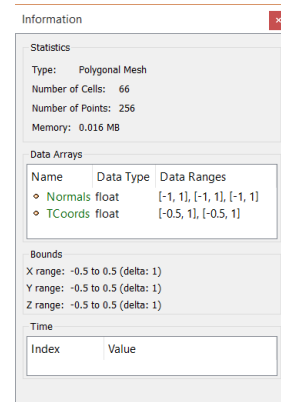 Information
Statistics
Type: Polygonal Mesh
Number of Cells: 66
Number of Points: 256
Memory: 0.016 MB
Data Arrays
Name Data Type Data Ranges
Normals float [-1, 1], [-1, 1], [-1, 1]
TCoords float [-0.5, 1], [-0.5, 1]
Bounds
X range: -0.5 to 0.5 (delta: 1)
Y range: -0.5 to 0.5 (delta: 1)
Z range: -0.5 to 0.5 (delta: 1)
Time
Index Value